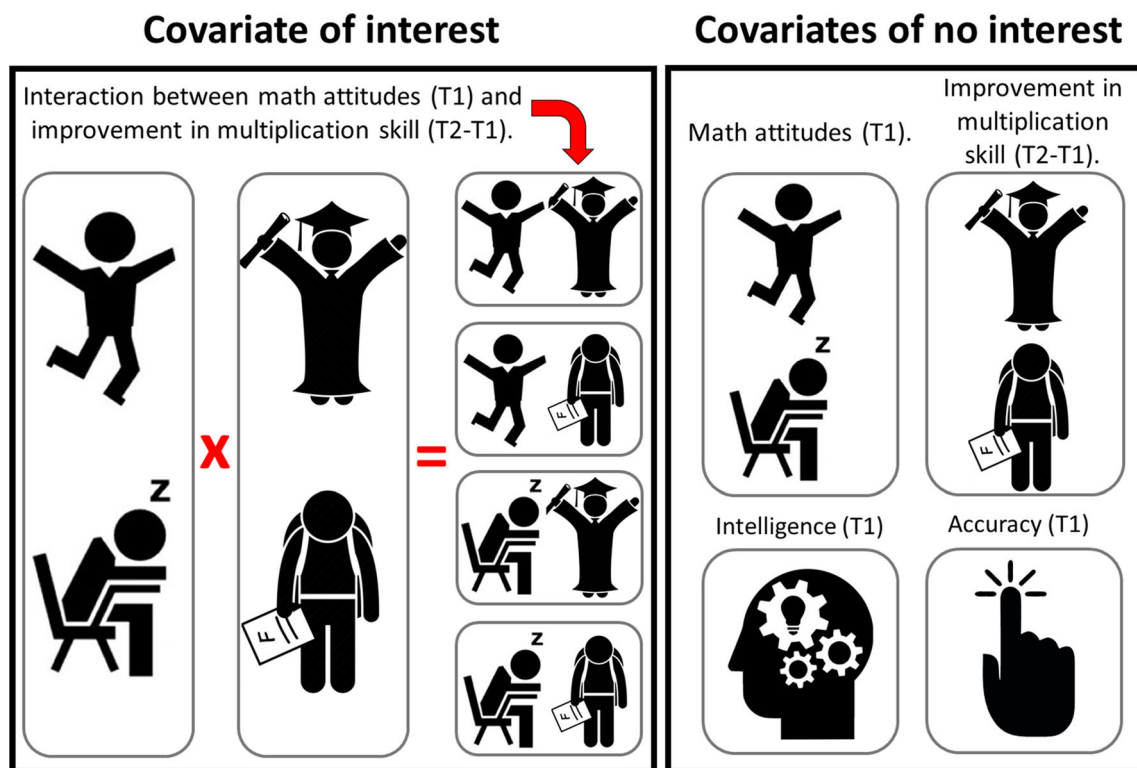 Covariate of interest
Covariates of no interest
Interaction between math attitudes (T1) and
improvement in multiplication skill (T2-T1).
z
z
X
=
F
z
F
z
F
Math attitudes (T1).
Improvement in
multiplication
skill (T2-T1).
z
F
Intelligence (T1)
Accuracy (T1)